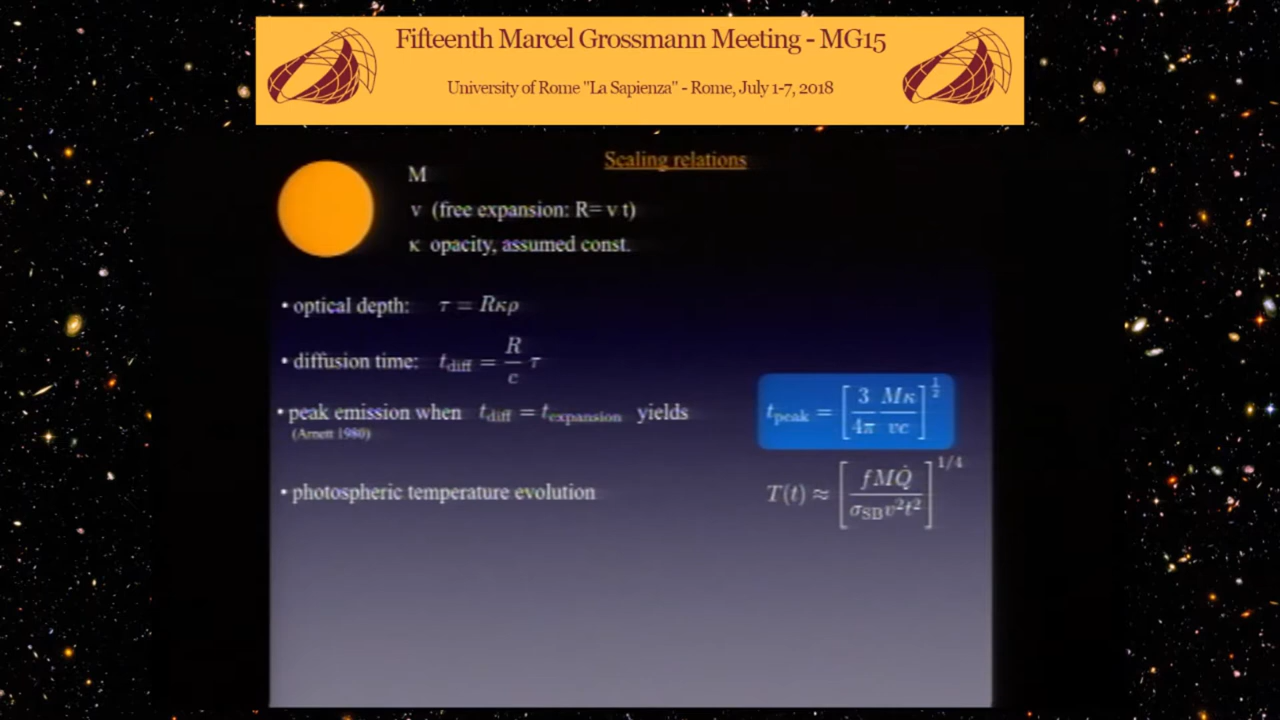 Fifteenth Marcel Grossmann Meeting - MG15
University of Rome "La Sapienza" - Rome, July 1-7, 2018
Scaling relations
M
v (free expansion: R= v t)
κ opacity, assumed const.
• optical depth: τ = Rκρ
• diffusion time: t_diff = R/c τ
• peak emission when t_diff = t_expansion yields
(Arnett 1980)
t_peak = [3/4π Mκ/vc]^1/2
• photospheric temperature evolution
T(t) ≈ [fMQ̇/σ_SB v²t²]^1/4